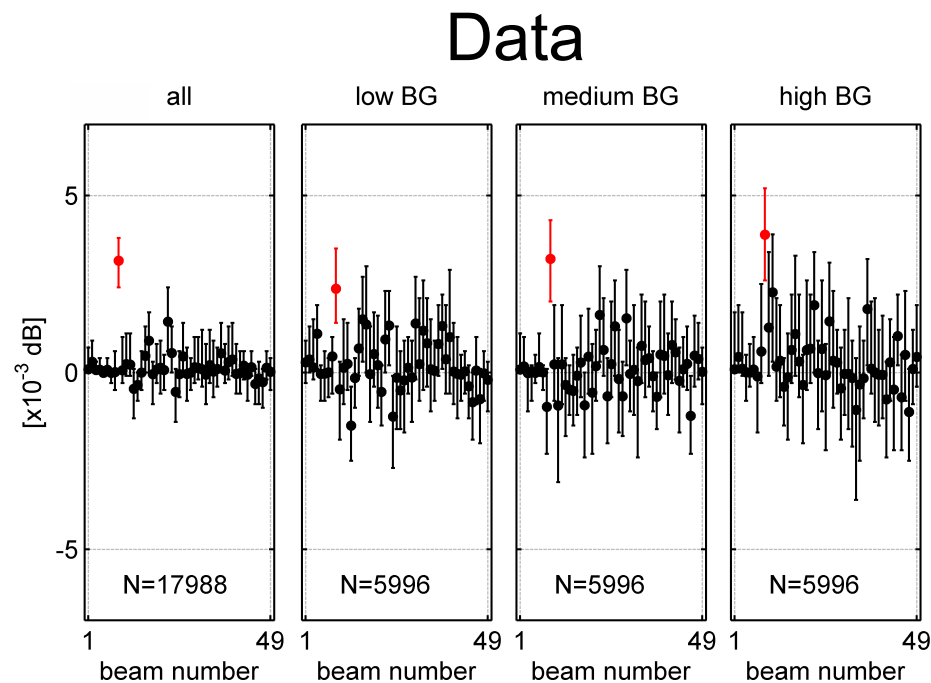 Data
all low BG medium BG high BG
5
0
-5
[x10⁻³ dB]
N=17988 N=5996 N=5996 N=5996
1 49 1 49 1 49 1 49
beam number beam number beam number beam number